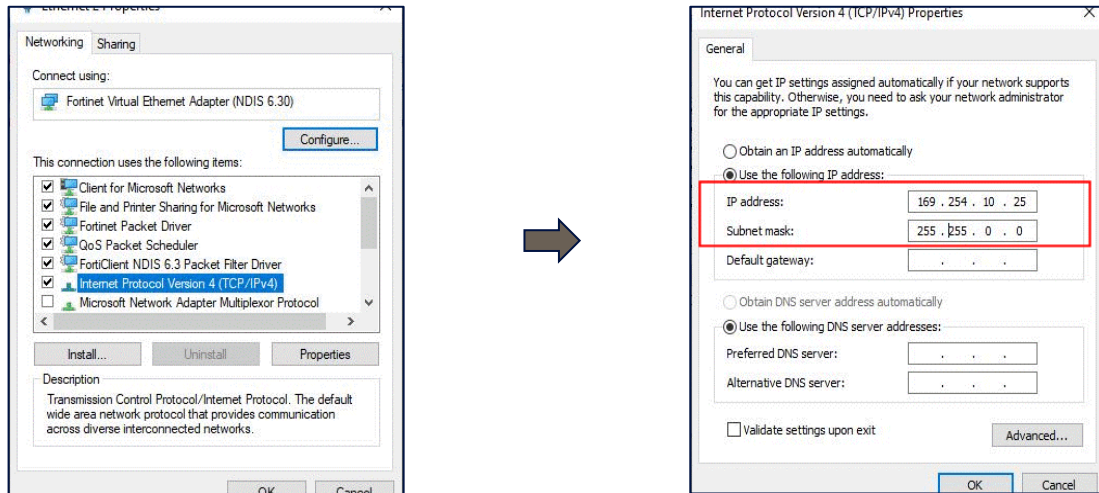 Ethernet 2 Properties
Networking Sharing
Connect using:
Fortinet Virtual Ethernet Adapter (NDIS 6.30)
Configure...
This connection uses the following items:
Client for Microsoft Networks
File and Printer Sharing for Microsoft Networks
Fortinet Packet Driver
QoS Packet Scheduler
FortiClient NDIS 6.3 Packet Filter Driver
Internet Protocol Version 4 (TCP/IPv4)
Microsoft Network Adapter Multiplexor Protocol
Install... Uninstall Properties
Description
Transmission Control Protocol/Internet Protocol. The default
wide area network protocol that provides communication
across diverse interconnected networks.
OK Cancel
Internet Protocol Version 4 (TCP/IPv4) Properties
General
You can get IP settings assigned automatically if your network supports
this capability. Otherwise, you need to ask your network administrator
for the appropriate IP settings.
Obtain an IP address automatically
Use the following IP address:
IP address: 169 . 254 . 10 . 25
Subnet mask: 255 . 255 . 0 . 0
Default gateway: . . .
Obtain DNS server address automatically
Use the following DNS server addresses:
Preferred DNS server: . . .
Alternative DNS server: . . .
Validate settings upon exit
Advanced...
OK Cancel